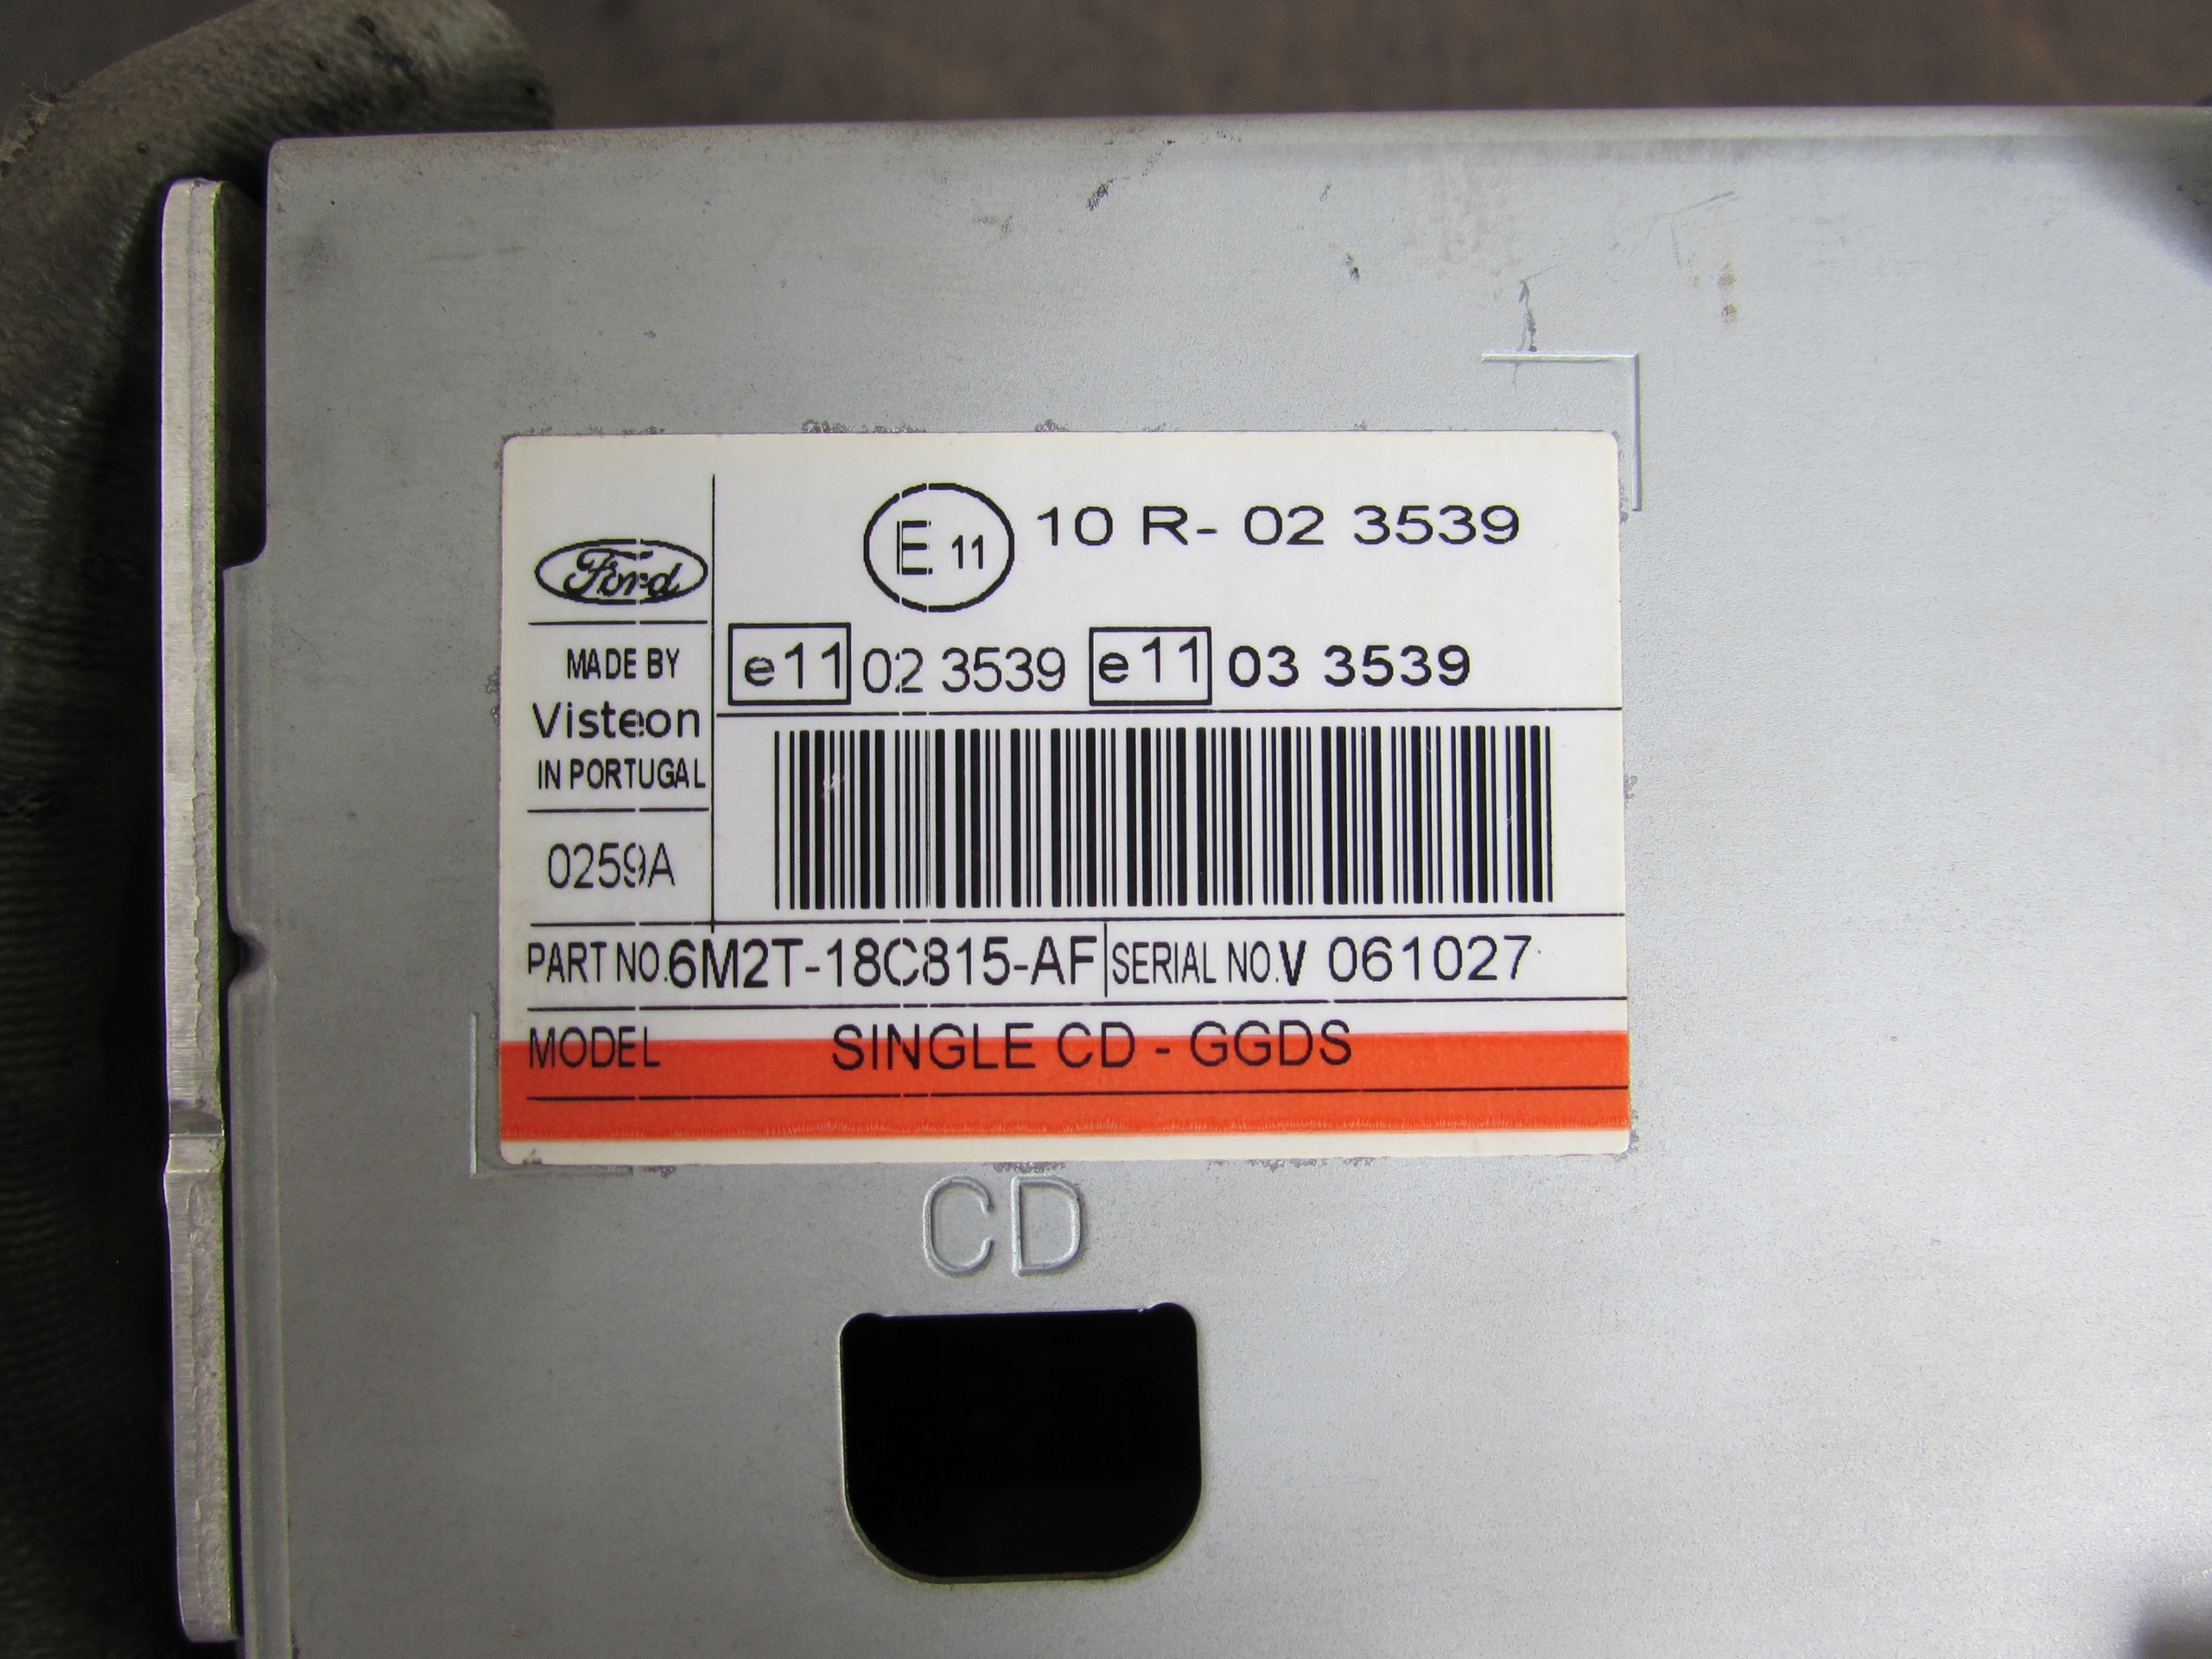 Ford
E 11 10 R- 02 3539
e11 02 3539 e11 03 3539
MADE BY
Visteon
IN PORTUGAL
0259A
PART NO. 6M2T-18C815-AF SERIAL NO. V 061027
MODEL SINGLE CD - GGDS
CD